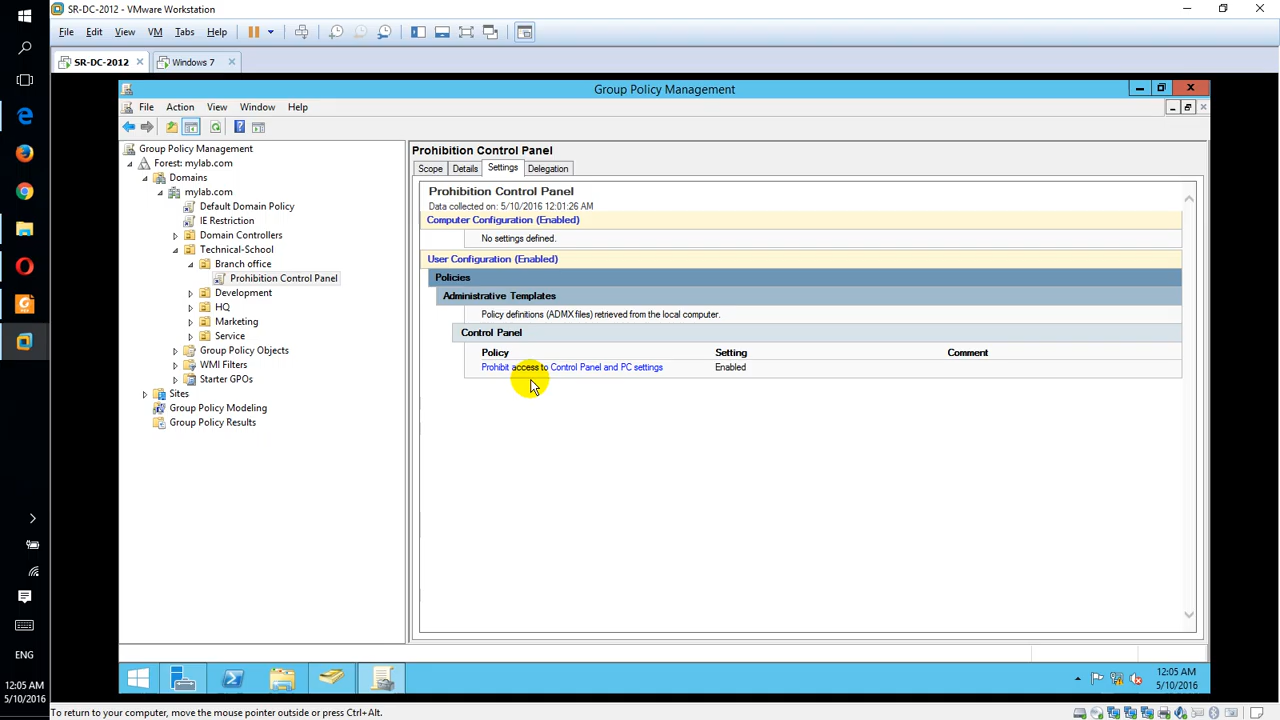 SR-DC-2012 - VMware Workstation
File Edit View VM Tabs Help
SR-DC-2012
Windows 7
Group Policy Management
File Action View Window Help
Group Policy Management
Forest: mylab.com
Domains
mylab.com
Default Domain Policy
IE Restriction
Domain Controllers
Technical-School
Branch office
Prohibition Control Panel
Development
HQ
Marketing
Service
Group Policy Objects
WMI Filters
Starter GPOs
Sites
Group Policy Modeling
Group Policy Results
Prohibition Control Panel
Scope Details Settings Delegation
Prohibition Control Panel
Data collected on: 5/10/2016 12:01:26 AM
Computer Configuration (Enabled)
No settings defined.
User Configuration (Enabled)
Policies
Administrative Templates
Policy definitions (ADMX files) retrieved from the local computer.
Control Panel
Policy Setting Comment
Prohibit access to Control Panel and PC settings Enabled
12:05 AM
5/10/2016
ENG
12:05 AM
5/10/2016
To return to your computer, move the mouse pointer outside or press Ctrl+Alt.